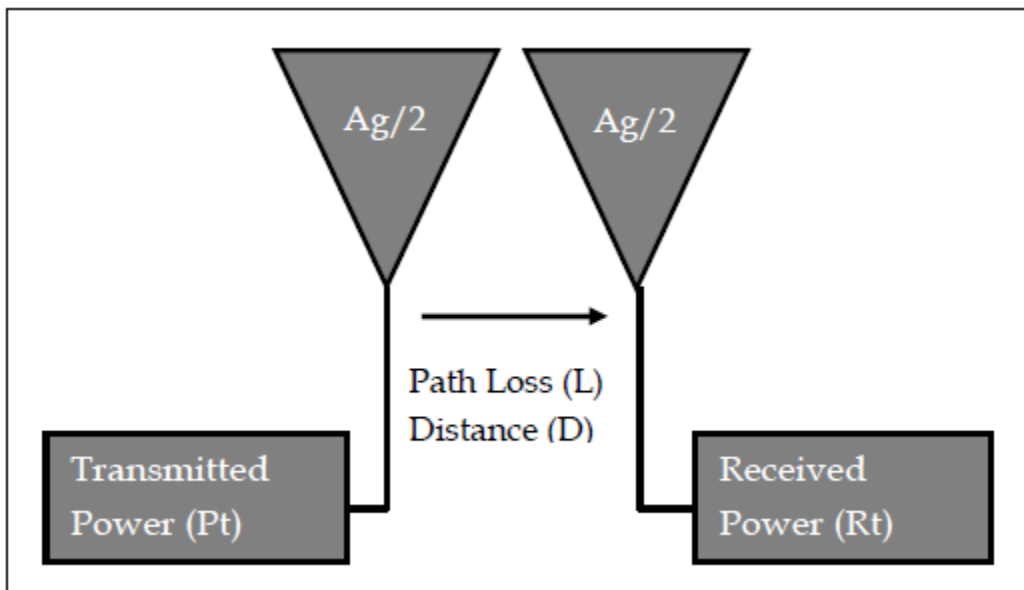 Ag/2
Ag/2
Path Loss (L)
Distance (D)
Transmitted
Power (Pt)
Received
Power (Rt)